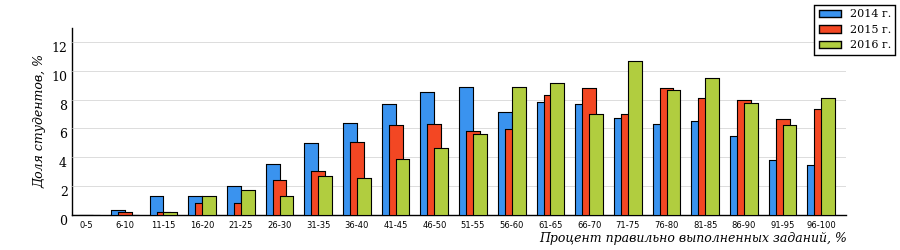 2014 г.
2015 г.
2016 г.
Доля студентов, %
12
10
8
6
4
2
0
0-5 6-10 11-15 16-20 21-25 26-30 31-35 36-40 41-45 46-50 51-55 56-60 61-65 66-70 71-75 76-80 81-85 86-90 91-95 96-100
Процент правильно выполненных заданий, %